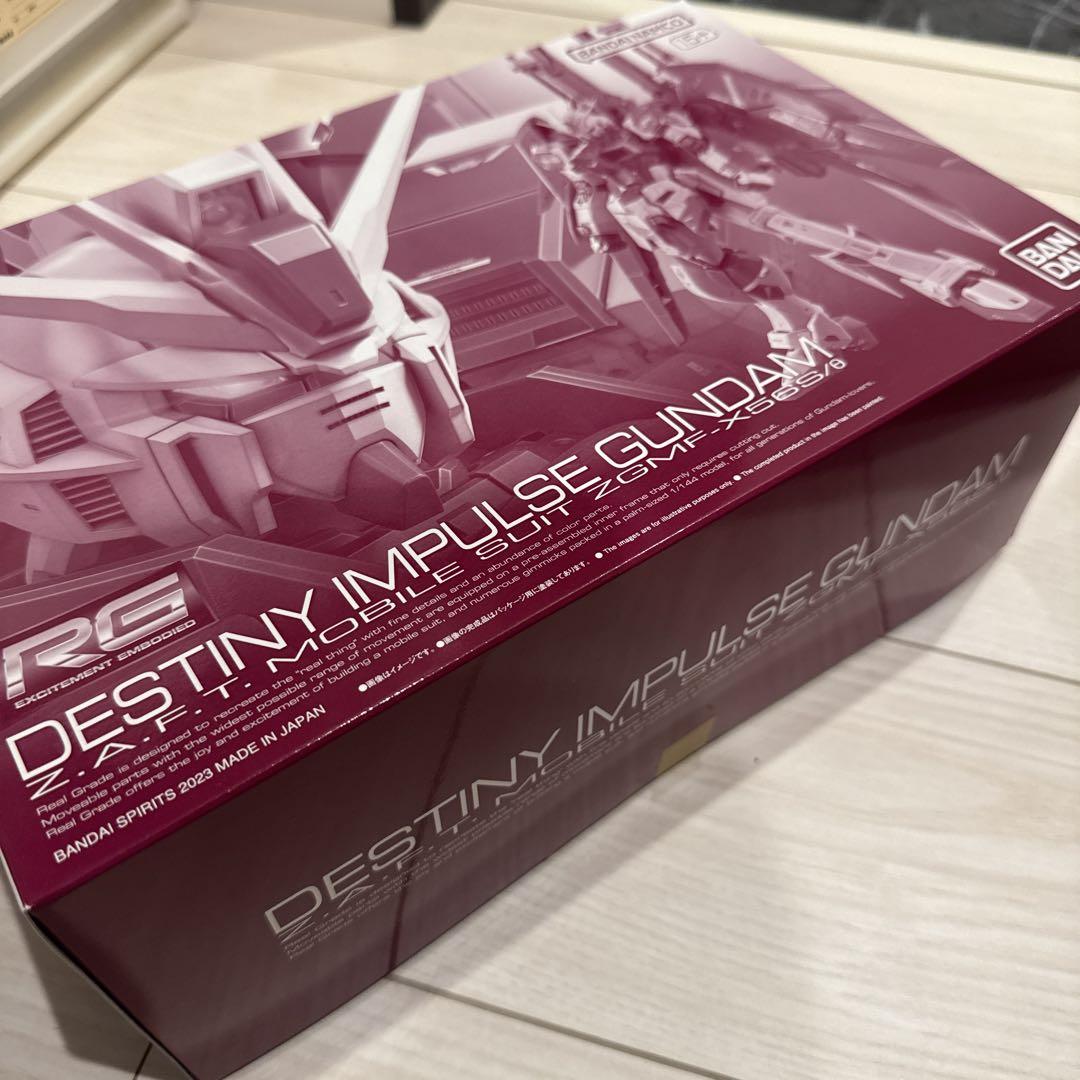 BANDAI NAMCO
15+
BAN
DAI
RG
EXCITEMENT EMBODIED
DESTINY IMPULSE GUNDAM
Z.A.F.T. MOBILE SUIT ZGMF-X56S/θ
Real Grade is designed to recreate the "real thing" with fine details and an abundance of color parts.
Moveable parts with the widest possible range of movement are equipped on a pre-assembled inner frame that only requires cutting out.
Real Grade offers the joy and excitement of building a mobile suit, and numerous gimmicks packed in a palm-sized 1/144 model, for all generations of Gundam-lovers.
BANDAI SPIRITS 2023 MADE IN JAPAN
●画像はイメージです。 ●画像の完成品はパッケージ用に塗装してあります。 ● The images are for illustrative purposes only. ● The completed product in the image has been painted.
DESTINY IMPULSE GUNDAM
Z.A.F.T. MOBILE SUIT